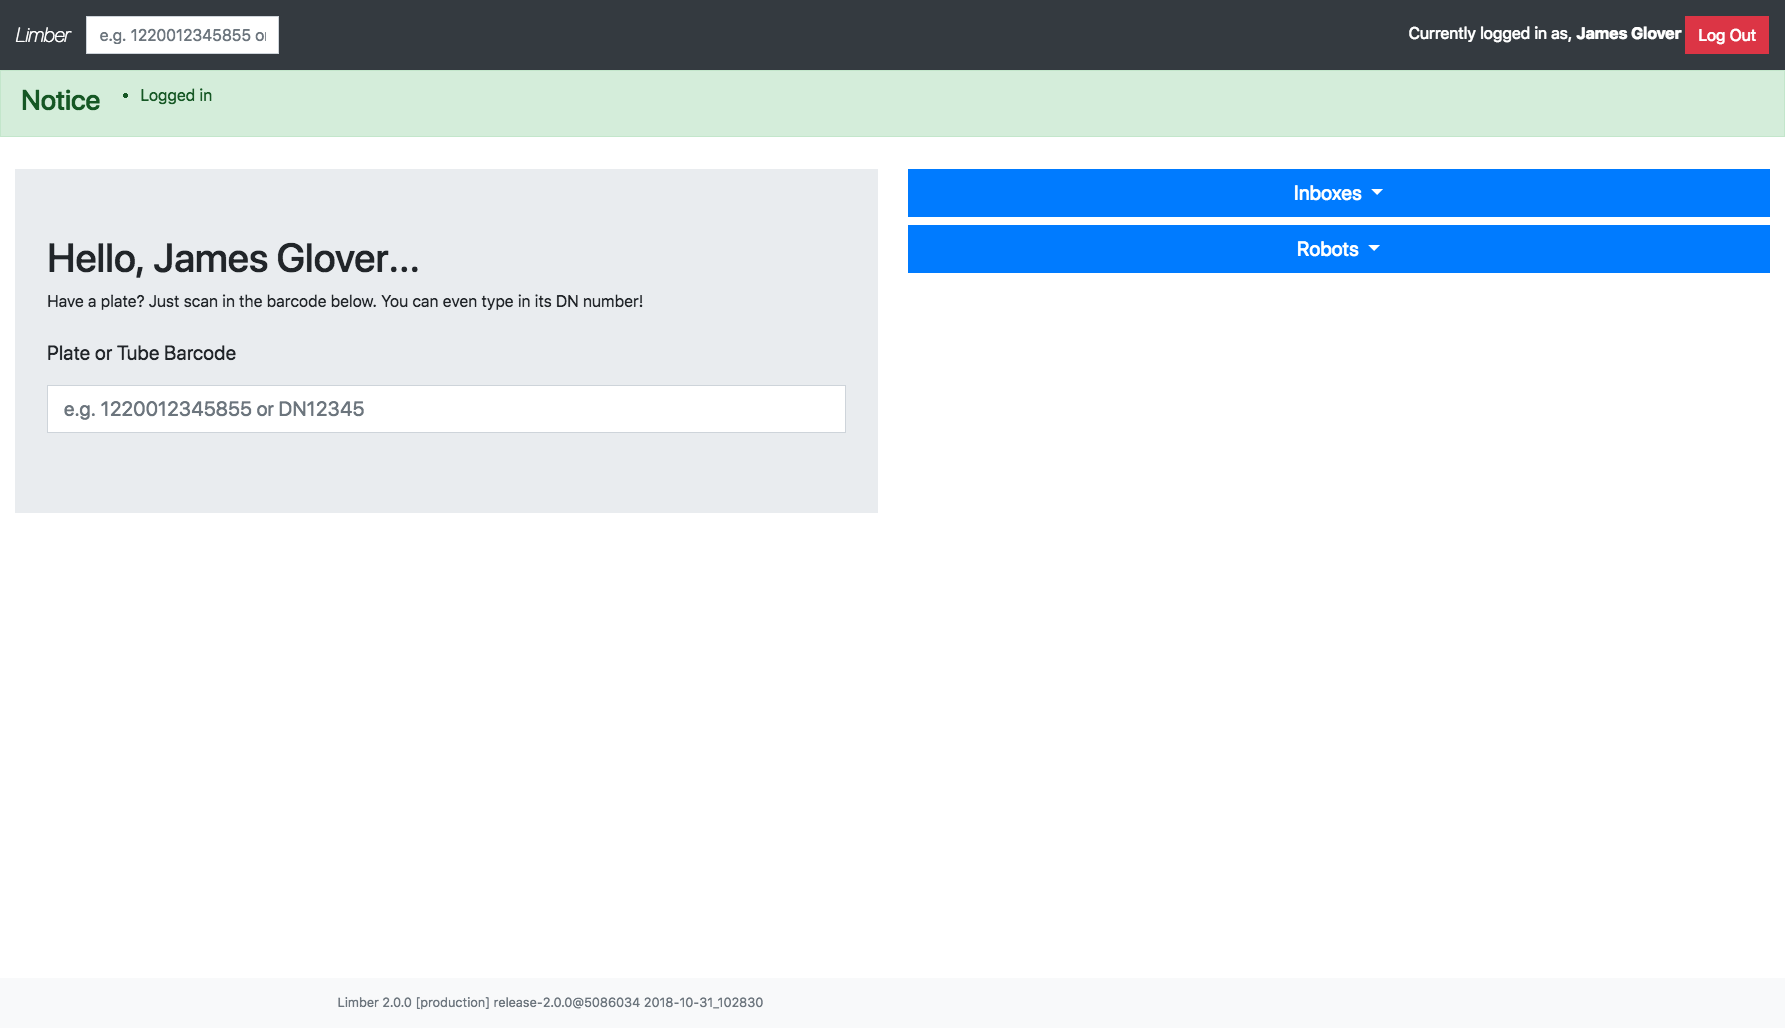 Limber
e.g. 1220012345855 o
Currently logged in as, James Glover
Log Out
Notice
• Logged in
Hello, James Glover...
Have a plate? Just scan in the barcode below. You can even type in its DN number!
Plate or Tube Barcode
e.g. 1220012345855 or DN12345
Inboxes
Robots
Limber 2.0.0 [production] release-2.0.0@5086034 2018-10-31_102830